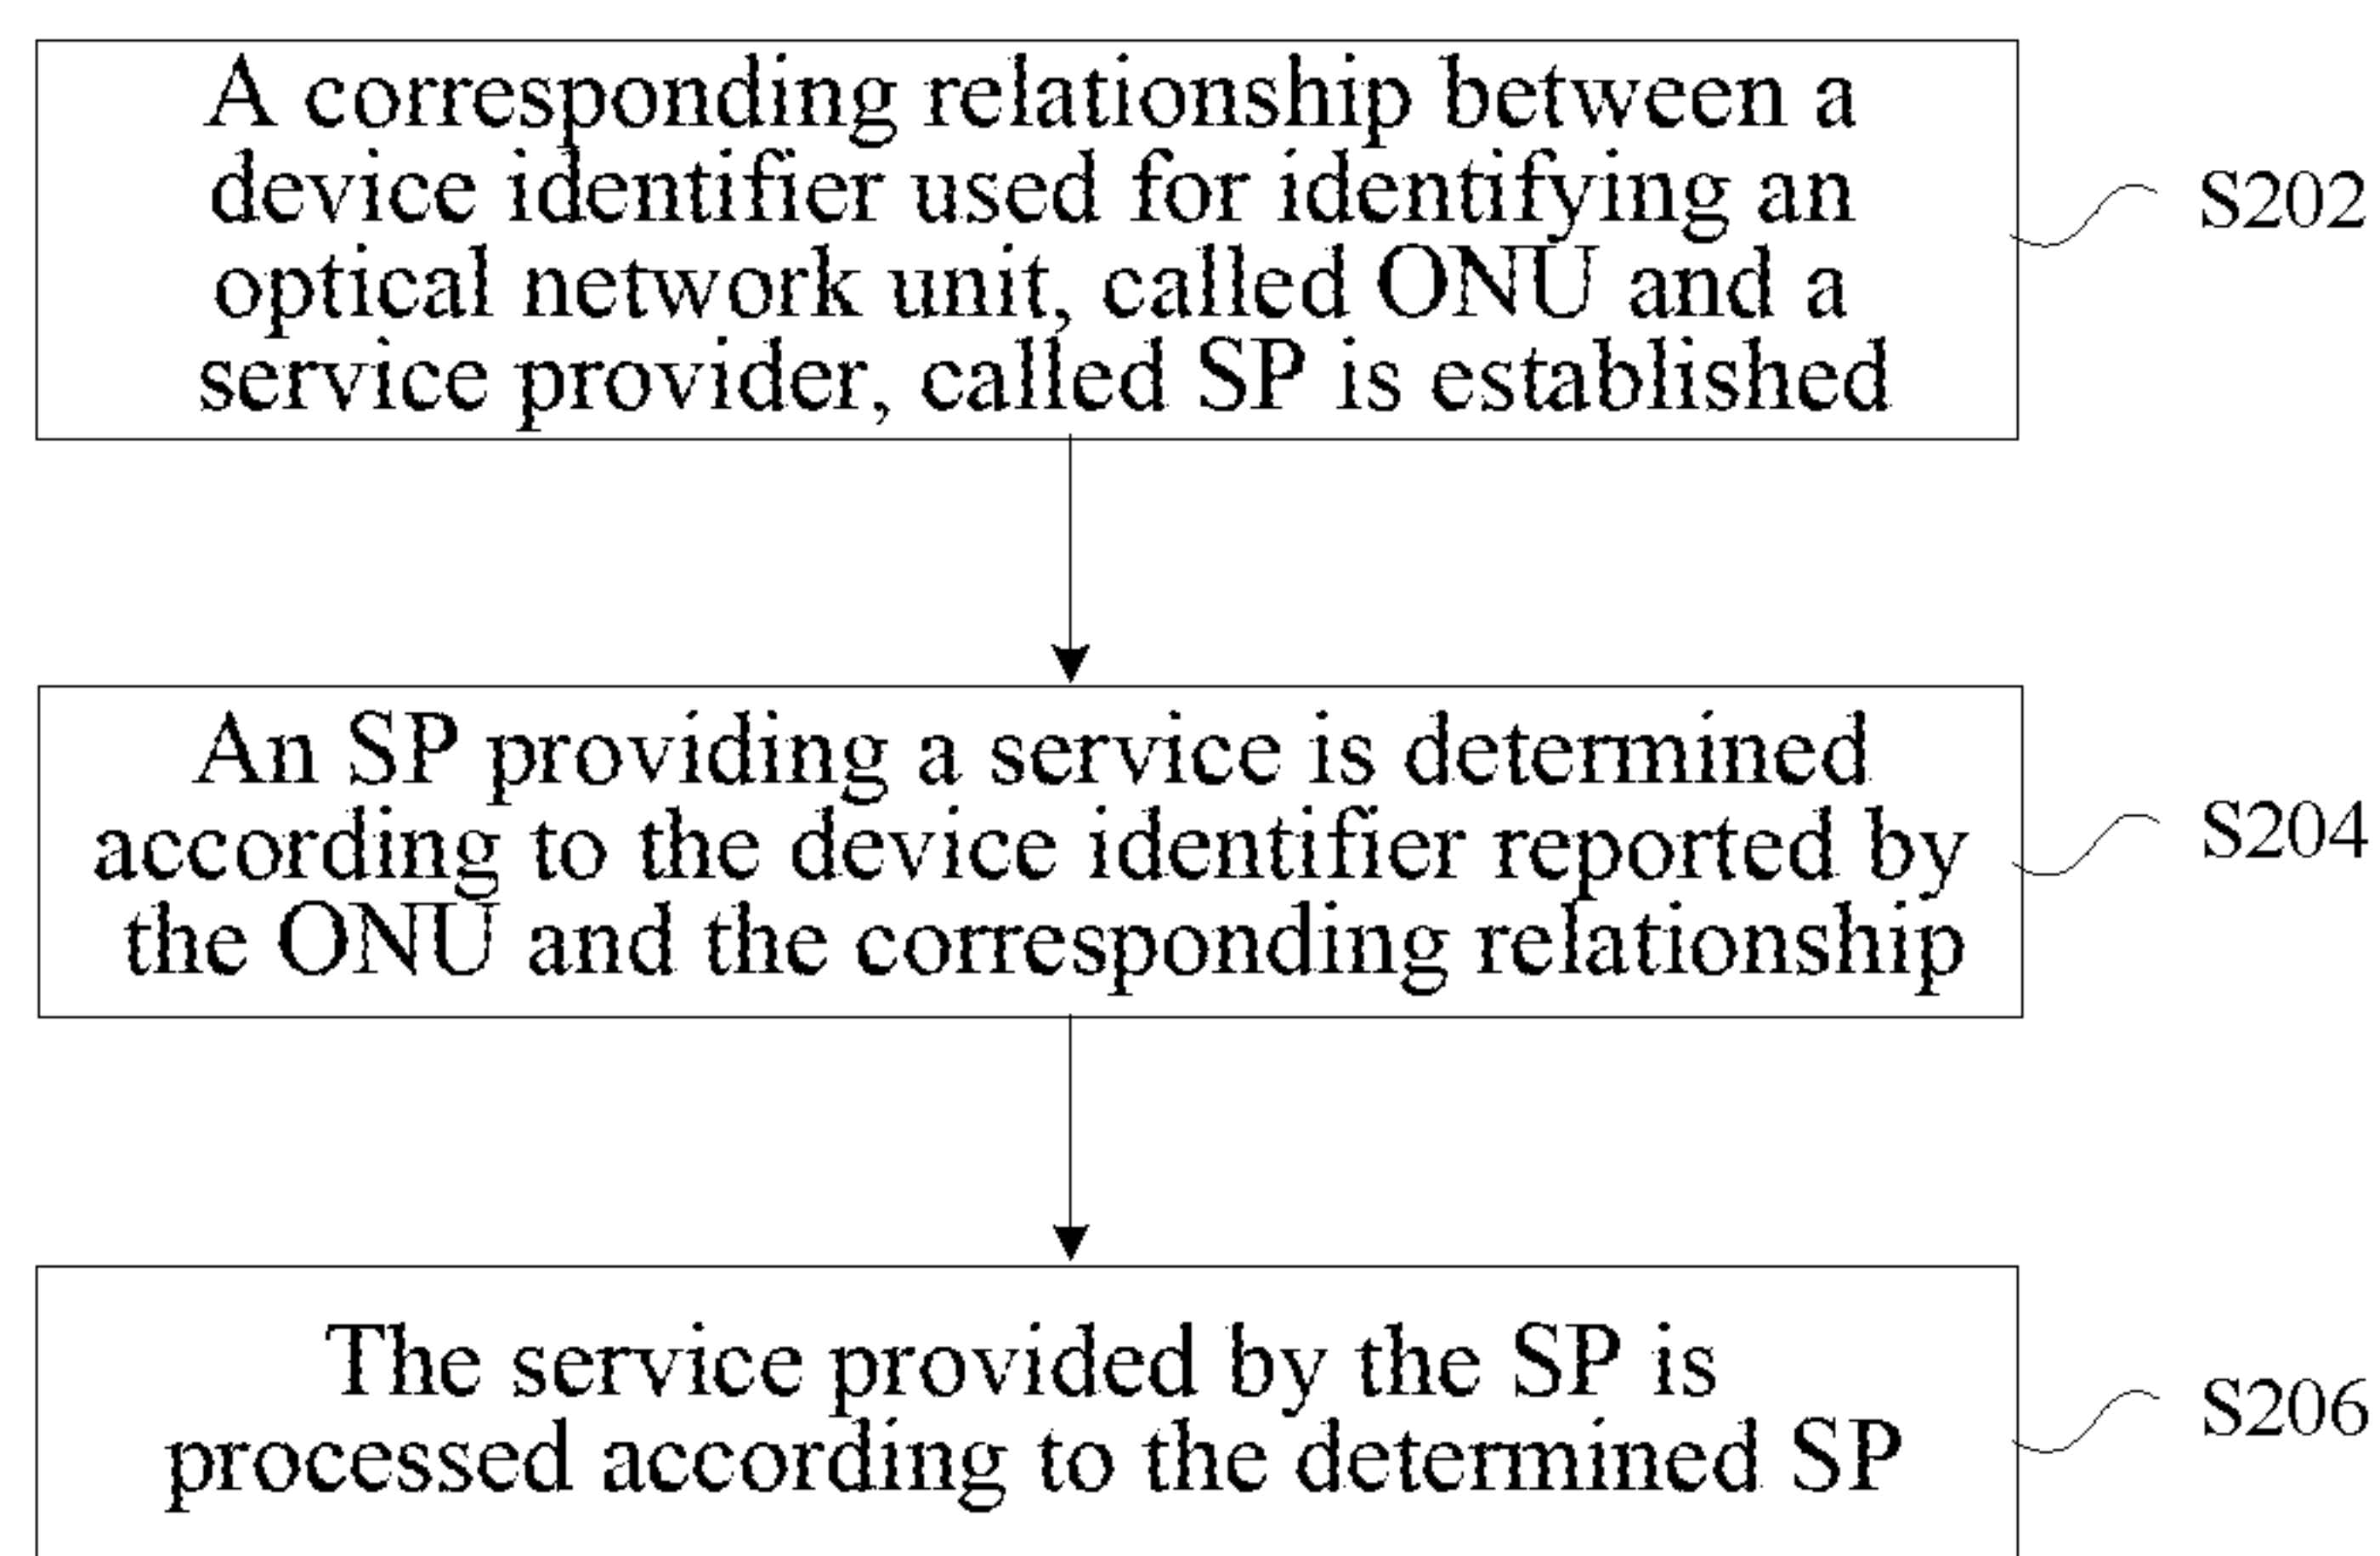 A corresponding relationship between a
device identifier used for identifying an
optical network unit, called ONU and a
service provider, called SP is established
S202
An SP providing a service is determined
according to the device identifier reported by
the ONU and the corresponding relationship
S204
The service provided by the SP is
processed according to the determined SP
S206